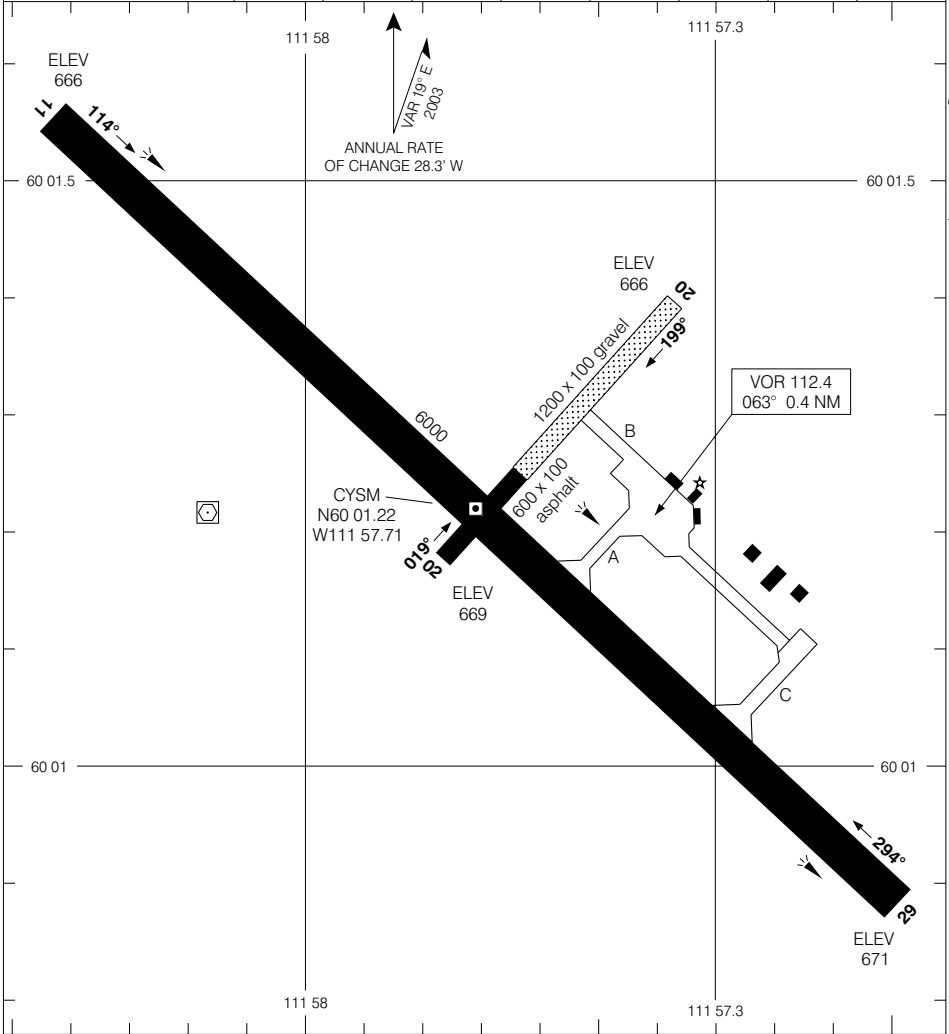 111 58
111 57.3
ELEV
666
11
114°
VAR 19° E
2003
ANNUAL RATE
OF CHANGE 28.3' W
60 01.5
60 01.5
ELEV
666
20
199°
1200 x 100 gravel
VOR 112.4
063° 0.4 NM
6000
B
600 x 100
asphalt
CYSM
N60 01.22
W111 57.71
019°
02
A
ELEV
669
C
60 01
60 01
294°
29
ELEV
671
111 58
111 57.3